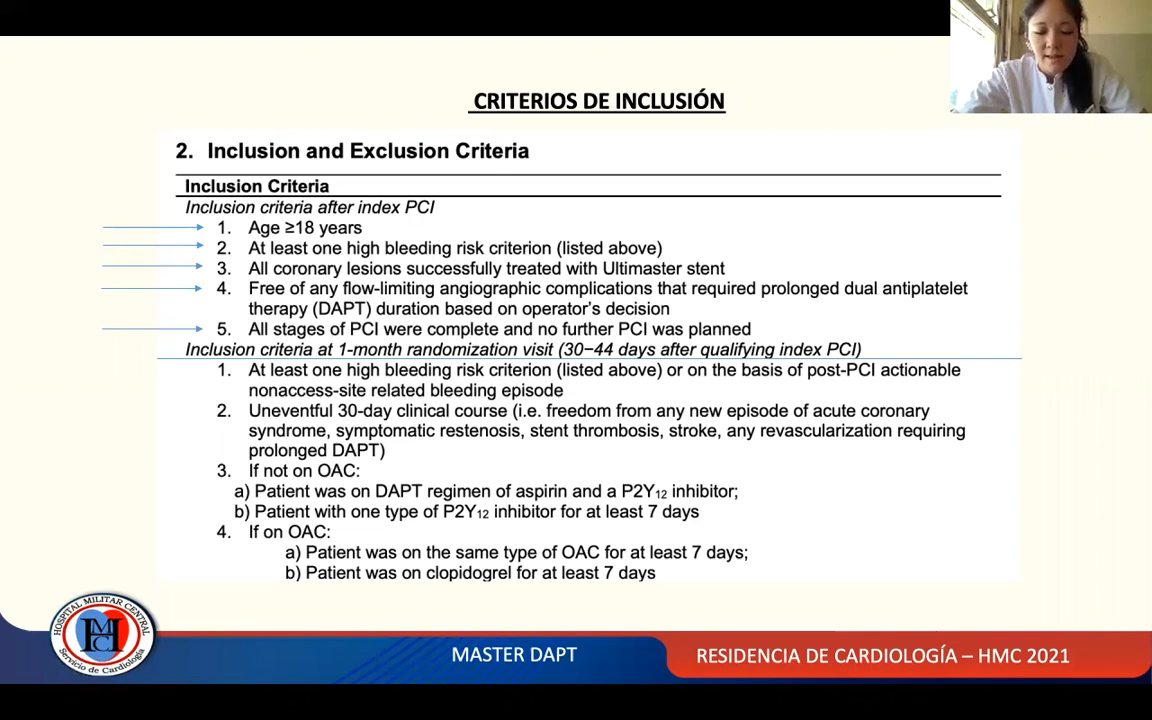 CRITERIOS DE INCLUSIÓN
2. Inclusion and Exclusion Criteria
Inclusion Criteria
Inclusion criteria after index PCI
1. Age ≥18 years
2. At least one high bleeding risk criterion (listed above)
3. All coronary lesions successfully treated with Ultimaster stent
4. Free of any flow-limiting angiographic complications that required prolonged dual antiplatelet
therapy (DAPT) duration based on operator's decision
5. All stages of PCI were complete and no further PCI was planned
Inclusion criteria at 1-month randomization visit (30−44 days after qualifying index PCI)
1. At least one high bleeding risk criterion (listed above) or on the basis of post-PCI actionable
nonaccess-site related bleeding episode
2. Uneventful 30-day clinical course (i.e. freedom from any new episode of acute coronary
syndrome, symptomatic restenosis, stent thrombosis, stroke, any revascularization requiring
prolonged DAPT)
3. If not on OAC:
a) Patient was on DAPT regimen of aspirin and a P2Y₁₂ inhibitor;
b) Patient with one type of P2Y₁₂ inhibitor for at least 7 days
4. If on OAC:
a) Patient was on the same type of OAC for at least 7 days;
b) Patient was on clopidogrel for at least 7 days
HOSPITAL MILITAR CENTRAL
HMC
Servicio de Cardiología
MASTER DAPT
RESIDENCIA DE CARDIOLOGÍA – HMC 2021